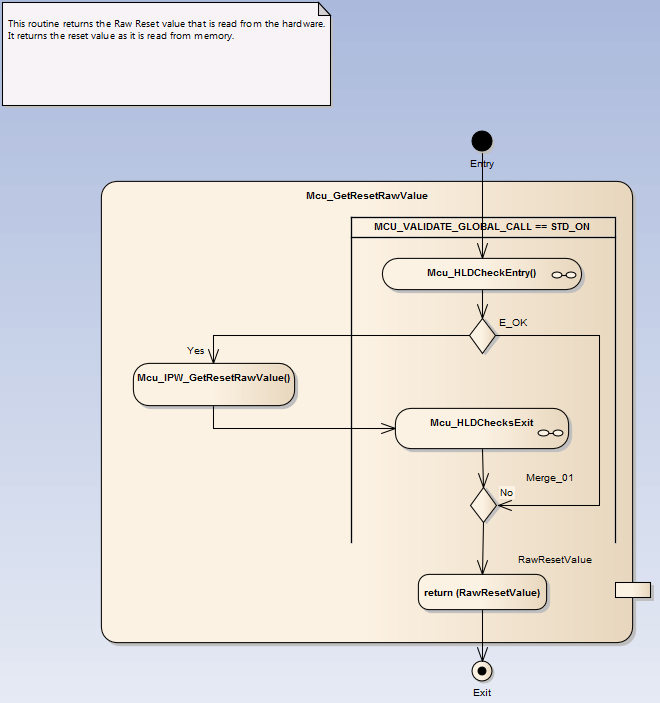 This routine returns the Raw Reset value that is read from the hardware.
It returns the reset value as it is read from memory.
Entry
Mcu_GetResetRawValue
MCU_VALIDATE_GLOBAL_CALL == STD_ON
Mcu_HLDCheckEntry()
E_OK
Yes
Mcu_IPW_GetResetRawValue()
Mcu_HLDChecksExit
Merge_01
No
RawResetValue
return (RawResetValue)
Exit